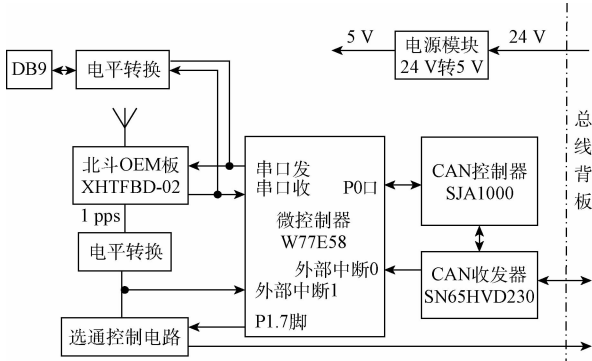 5 V
电源模块
24 V转5 V
24 V
DB9
电平转换
总线背板
北斗OEM板
XHTFBD-02
串口发
串口收
P0口
微控制器
W77E58
CAN控制器
SJA1000
1 pps
电平转换
外部中断0
外部中断1
P1.7脚
CAN收发器
SN65HVD230
选通控制电路